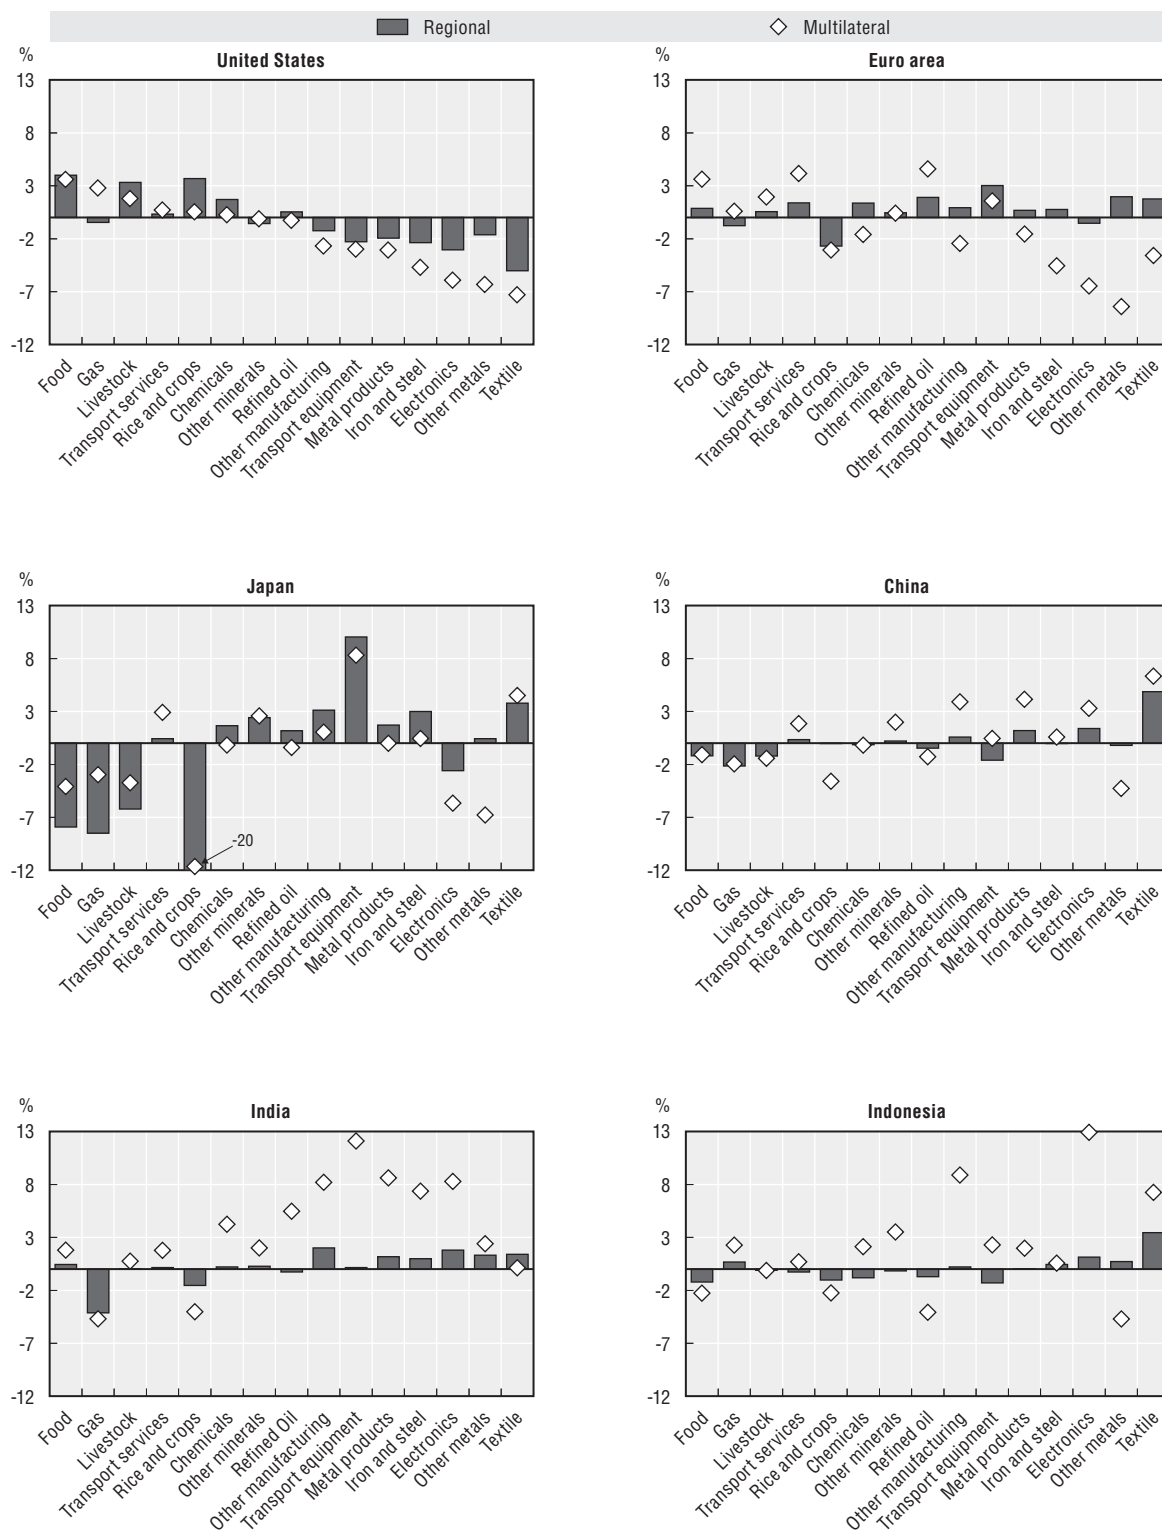 Regional
Multilateral
%
United States
13
8
3
-2
-7
-12
Food
Gas
Livestock
Transport services
Rice and crops
Chemicals
Other minerals
Refined oil
Other manufacturing
Transport equipment
Metal products
Iron and steel
Electronics
Other metals
Textile
%
Euro area
13
8
3
-2
-7
-12
Food
Gas
Livestock
Transport services
Rice and crops
Chemicals
Other minerals
Refined oil
Other manufacturing
Transport equipment
Metal products
Iron and steel
Electronics
Other metals
Textile
%
Japan
13
8
3
-2
-7
-12
-20
Food
Gas
Livestock
Transport services
Rice and crops
Chemicals
Other minerals
Refined oil
Other manufacturing
Transport equipment
Metal products
Iron and steel
Electronics
Other metals
Textile
%
China
13
8
3
-2
-7
-12
Food
Gas
Livestock
Transport services
Rice and crops
Chemicals
Other minerals
Refined oil
Other manufacturing
Transport equipment
Metal products
Iron and steel
Electronics
Other metals
Textile
%
India
13
8
3
-2
-7
-12
Food
Gas
Livestock
Transport services
Rice and crops
Chemicals
Other minerals
Refined Oil
Other manufacturing
Transport equipment
Metal products
Iron and steel
Electronics
Other metals
Textile
%
Indonesia
13
8
3
-2
-7
-12
Food
Gas
Livestock
Transport services
Rice and crops
Chemicals
Other minerals
Refined oil
Other manufacturing
Transport equipment
Metal products
Iron and steel
Electronics
Other metals
Textile